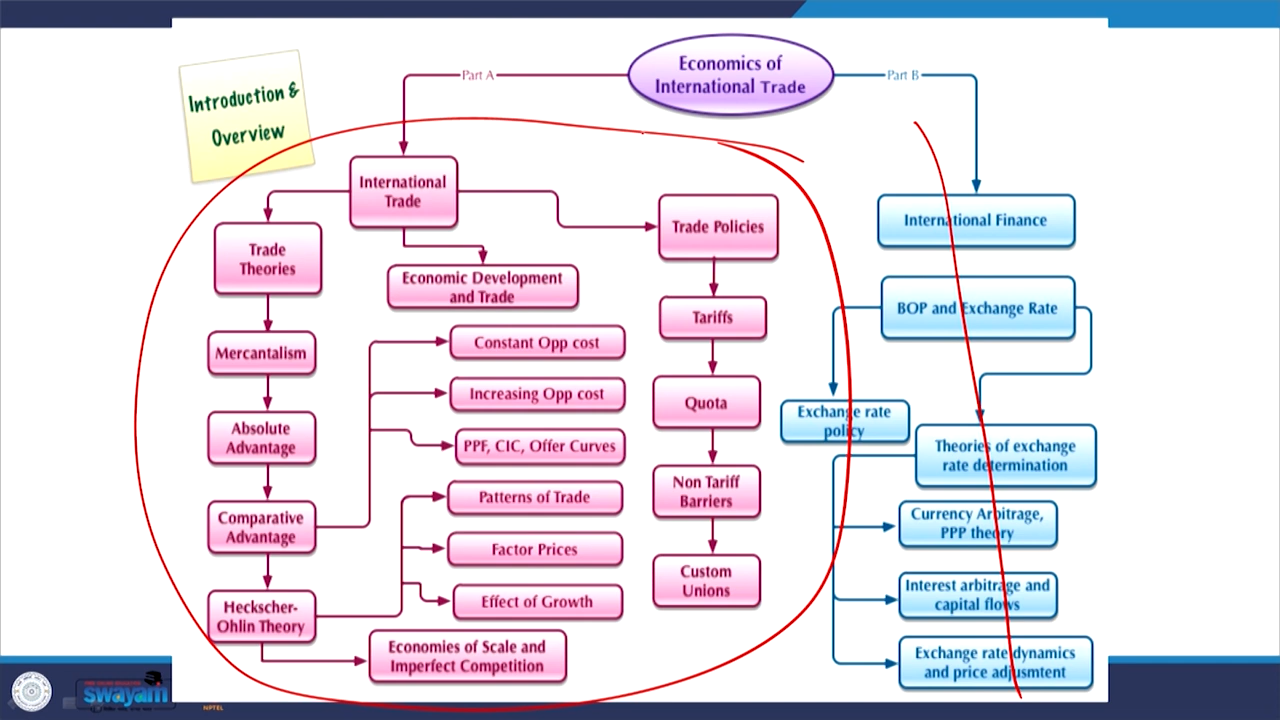 Introduction &
Overview
Economics of
International Trade
Part A
Part B
International
Trade
Trade
Theories
Economic Development
and Trade
Trade Policies
Mercantalism
Absolute
Advantage
Comparative
Advantage
Heckscher-
Ohlin Theory
Constant Opp cost
Increasing Opp cost
PPF, CIC, Offer Curves
Patterns of Trade
Factor Prices
Effect of Growth
Economies of Scale and
Imperfect Competition
Tariffs
Quota
Non Tariff
Barriers
Custom
Unions
International Finance
BOP and Exchange Rate
Exchange rate
policy
Theories of exchange
rate determination
Currency Arbitrage,
PPP theory
Interest arbitrage and
capital flows
Exchange rate dynamics
and price adjusmtent
swayam
NPTEL